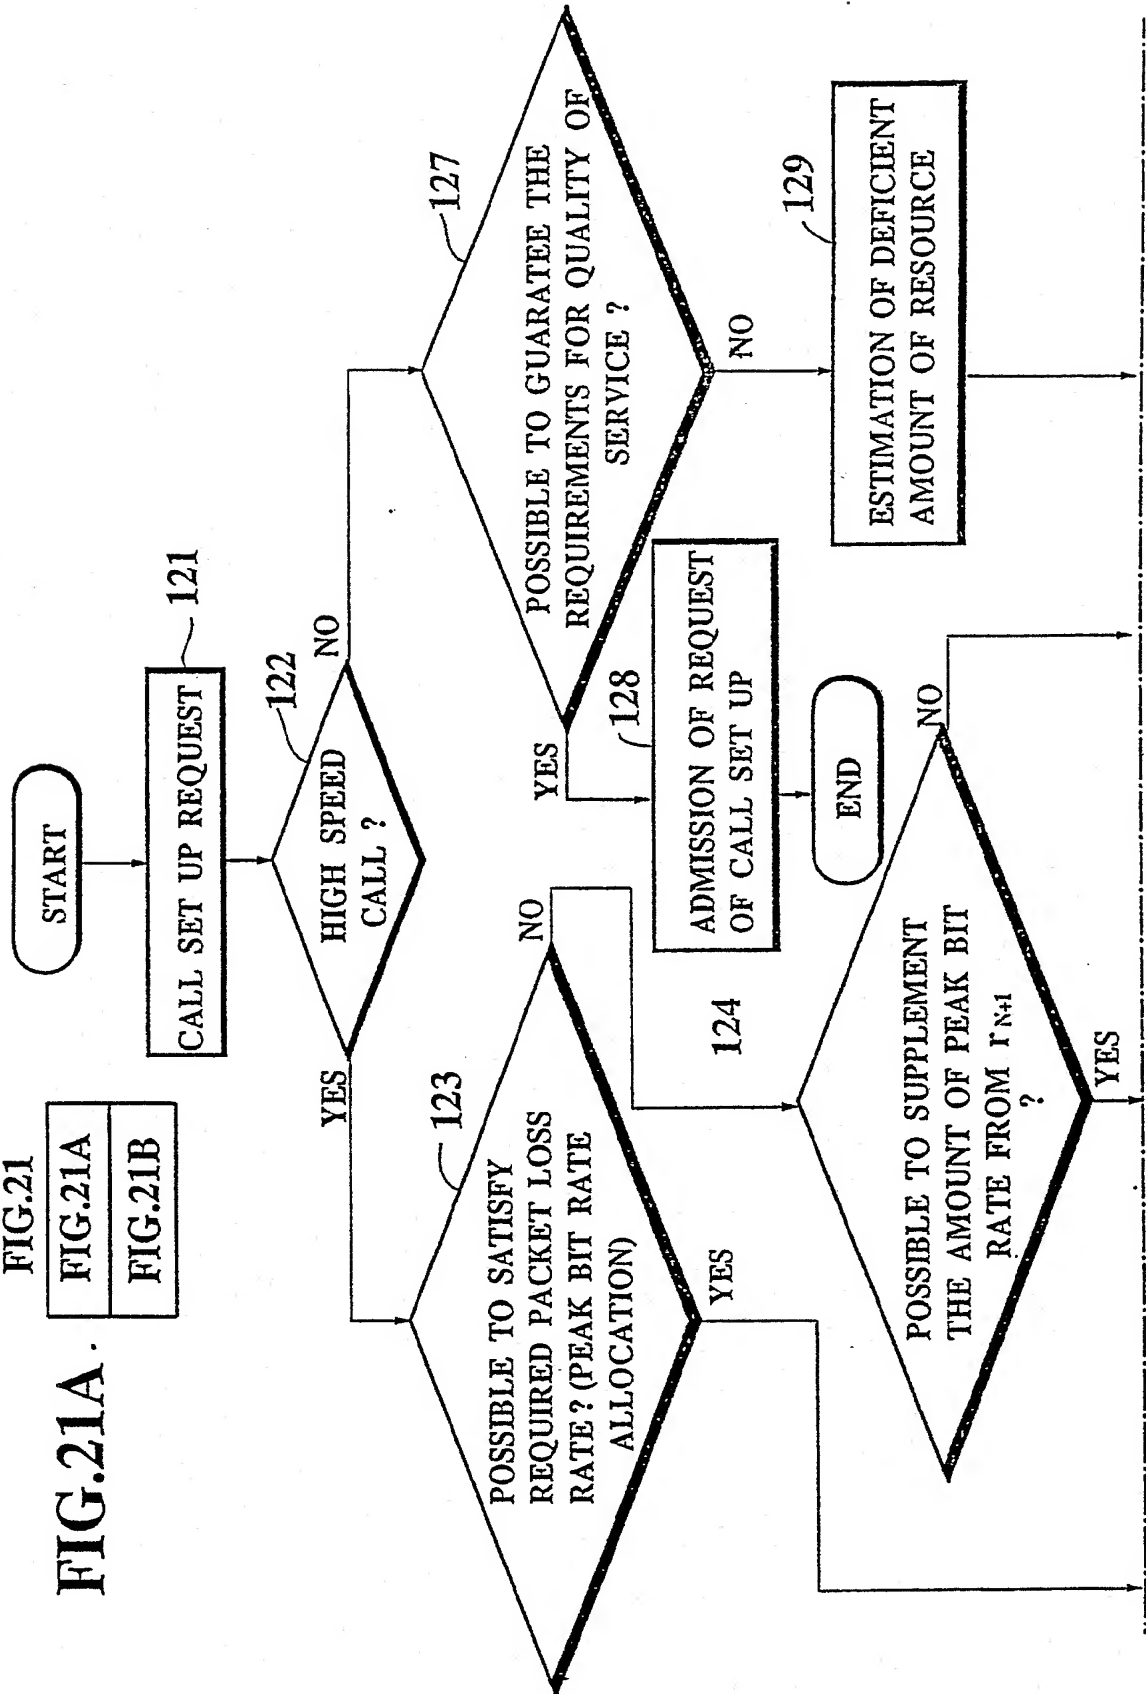 FIG.21
FIG.21A
FIG.21B
FIG.21A.
START
CALL SET UP REQUEST
121
HIGH SPEED
CALL ?
122
YES
NO
POSSIBLE TO SATISFY
REQUIRED PACKET LOSS
RATE ? (PEAK BIT RATE
ALLOCATION)
123
NO
YES
POSSIBLE TO GUARATEE THE
REQUIREMENTS FOR QUALITY OF
SERVICE ?
127
YES
NO
ADMISSION OF REQUEST
OF CALL SET UP
128
END
ESTIMATION OF DEFICIENT
AMOUNT OF RESOURCE
129
POSSIBLE TO SUPPLEMENT
THE AMOUNT OF PEAK BIT
RATE FROM rN+1
?
124
NO
YES